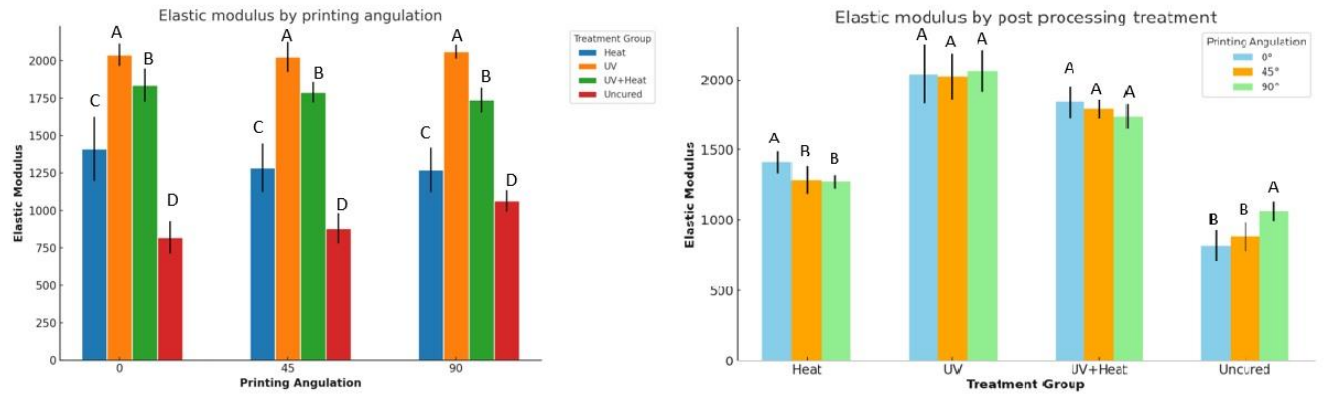 Elastic modulus by printing angulation
Elastic Modulus
2000
1750
1500
1250
1000
750
500
250
0
C A B D
C A B D
C A B D
0 45 90
Printing Angulation
Treatment Group
Heat
UV
UV+Heat
Uncured
Elastic modulus by post processing treatment
Elastic Modulus
2000
1500
1000
500
0
A B B
A A A
A A A
B B A
Heat UV UV+Heat Uncured
Treatment Group
Printing Angulation
0°
45°
90°